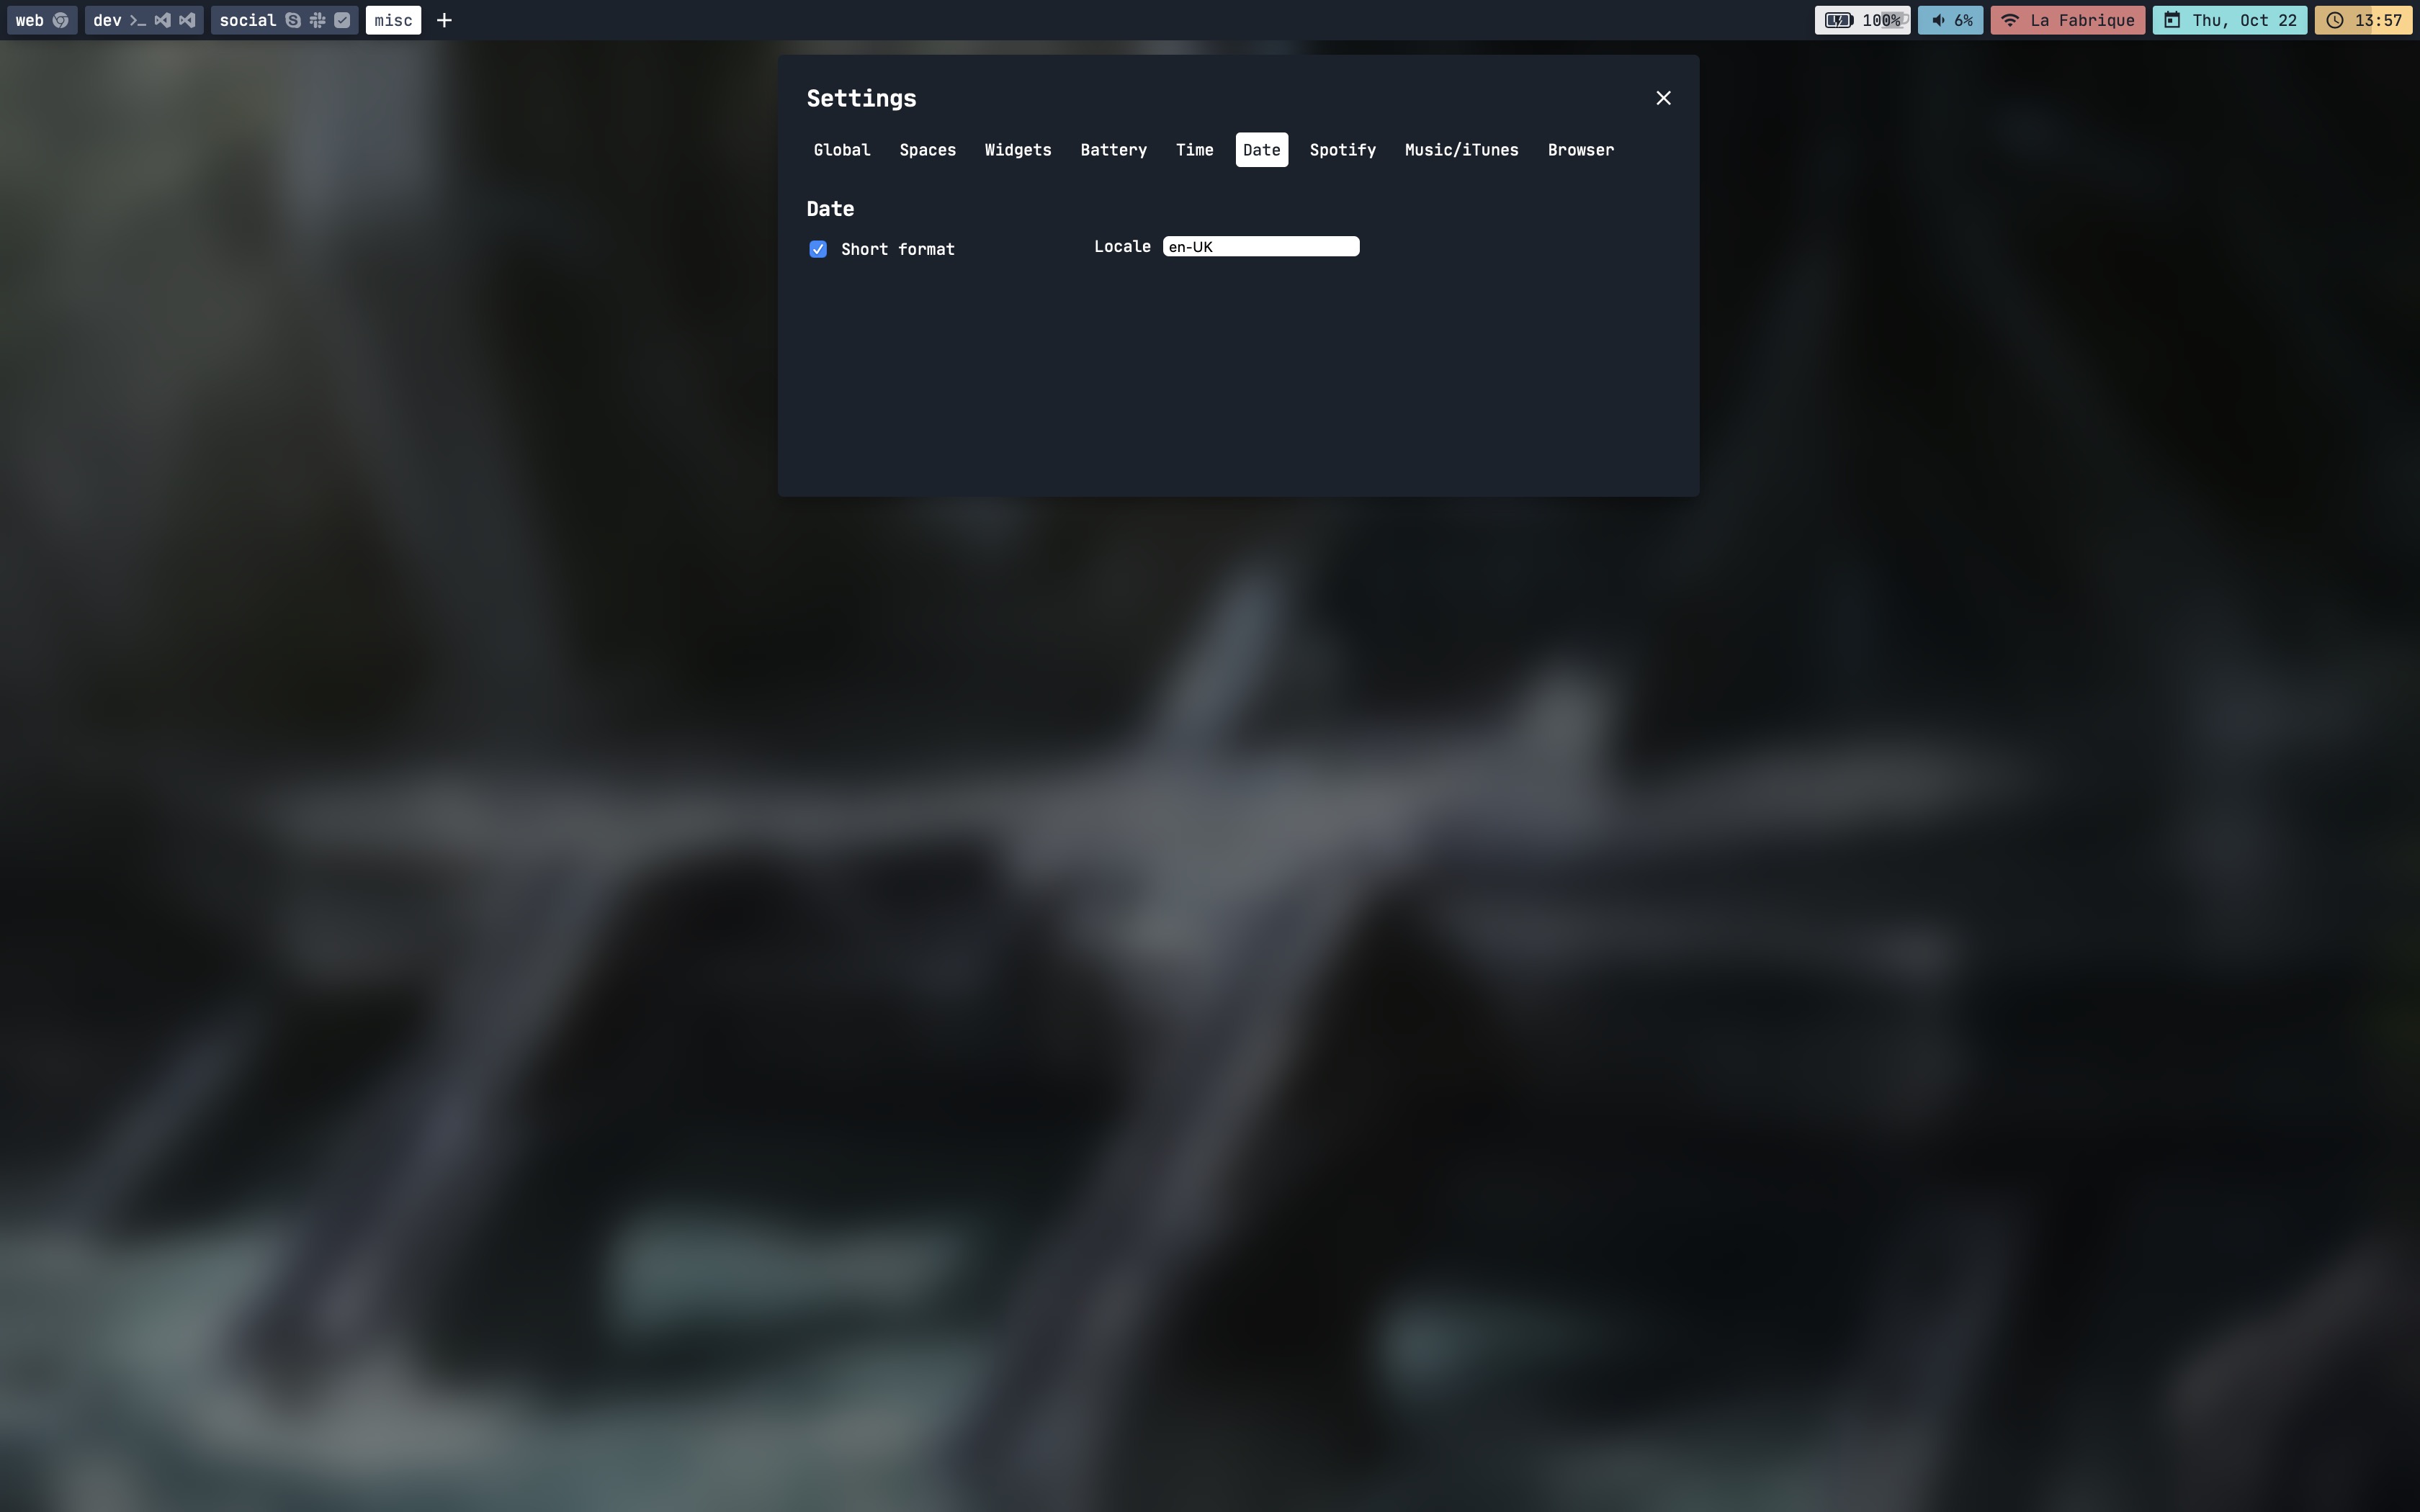 web dev social misc 100% 6% La Fabrique Thu, Oct 22 13:57
Settings
Global Spaces Widgets Battery Time Date Spotify Music/iTunes Browser
Date
Short format Locale en-UK